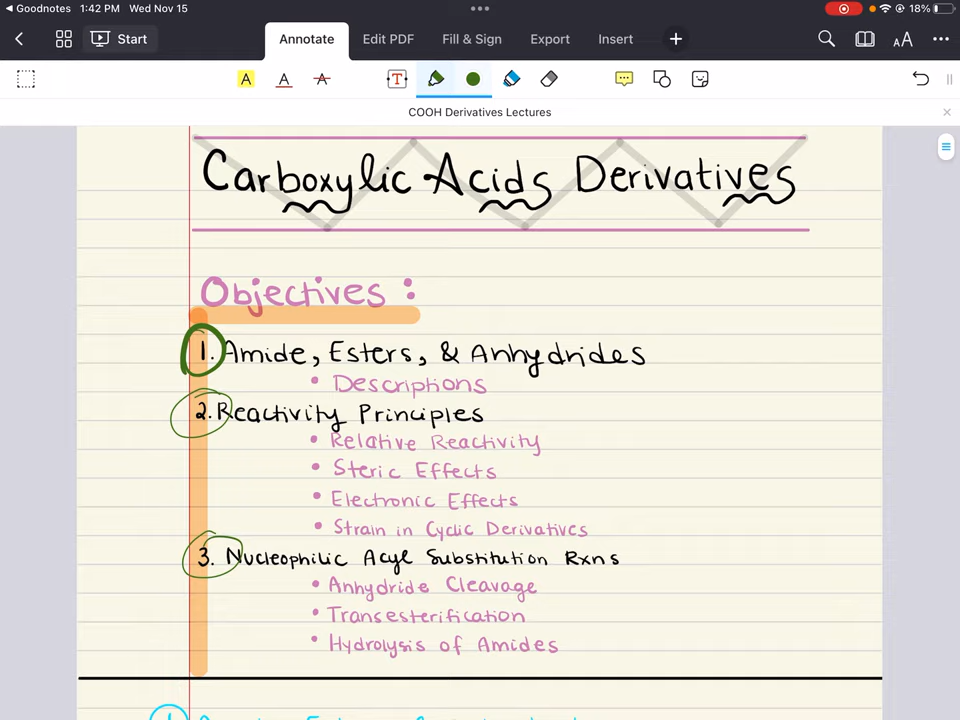 Goodnotes 1:42 PM Wed Nov 15 18%
Start Annotate Edit PDF Fill & Sign Export Insert + AA
A A A T
COOH Derivatives Lectures
Carboxylic Acids Derivatives
Objectives :
1. Amide, Esters, & Anhydrides
• Descriptions
2. Reactivity Principles
• Relative Reactivity
• Steric Effects
• Electronic Effects
• Strain in Cyclic Derivatives
3. Nucleophilic Acyl Substitution Rxns
• Anhydride Cleavage
• Transesterification
• Hydrolysis of Amides